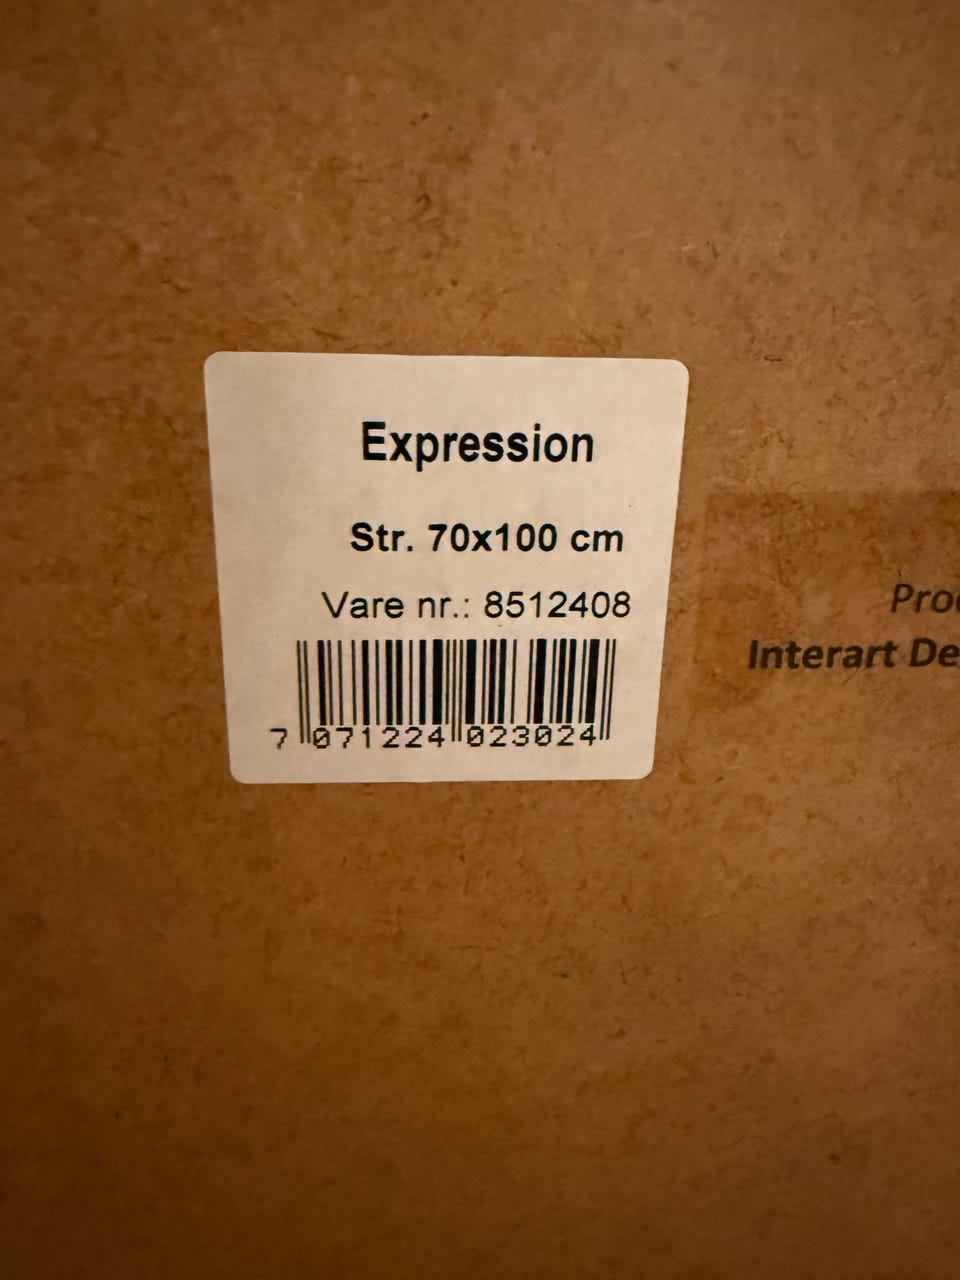 Expression
Str. 70x100 cm
Vare nr.: 8512408
7 071224 023024
Interart